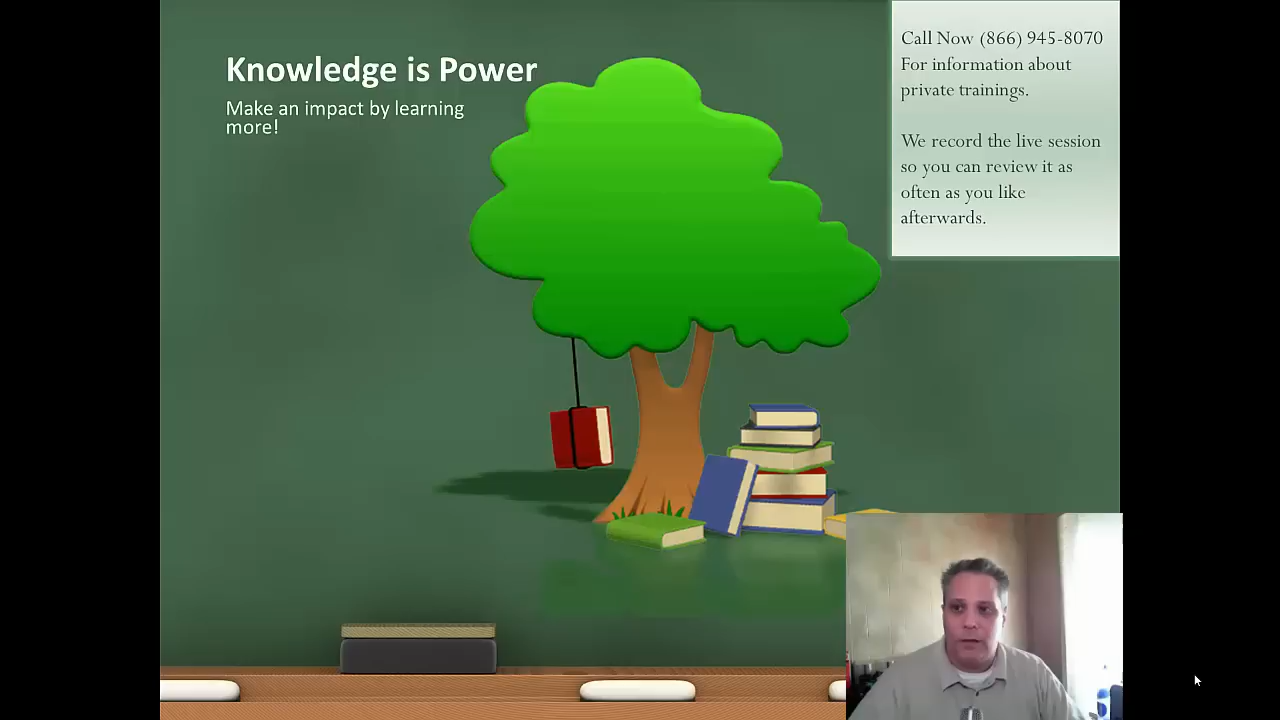 Knowledge is Power
Make an impact by learning
more!
Call Now (866) 945-8070
For information about
private trainings.
We record the live session
so you can review it as
often as you like
afterwards.